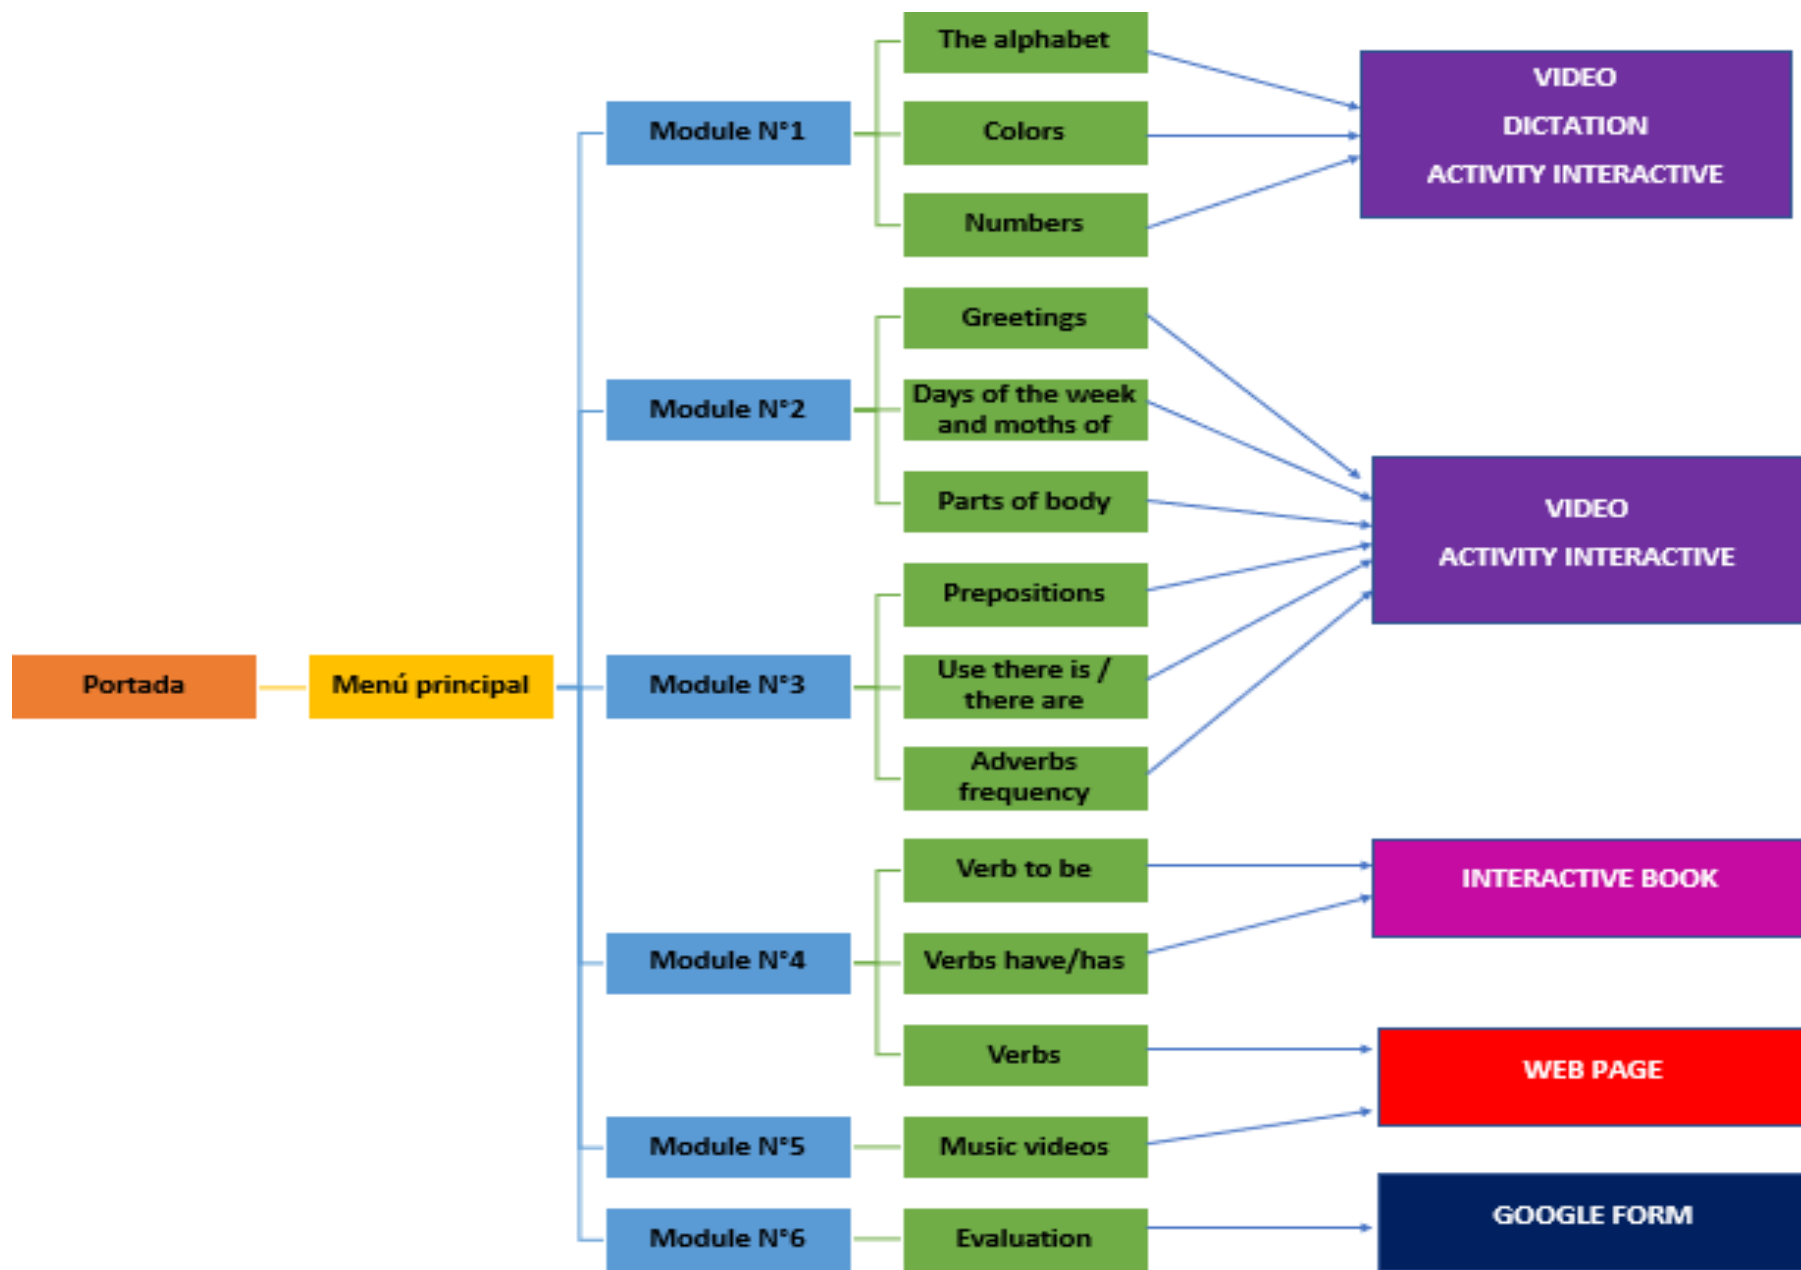 Portada
Menú principal
Module N°1
The alphabet
Colors
Numbers
VIDEO
DICTATION
ACTIVITY INTERACTIVE
Module N°2
Greetings
Days of the week
and moths of
Parts of body
Module N°3
Prepositions
Use there is /
there are
Adverbs
frequency
VIDEO
ACTIVITY INTERACTIVE
Module N°4
Verb to be
Verbs have/has
Verbs
INTERACTIVE BOOK
Module N°5
Music videos
WEB PAGE
Module N°6
Evaluation
GOOGLE FORM